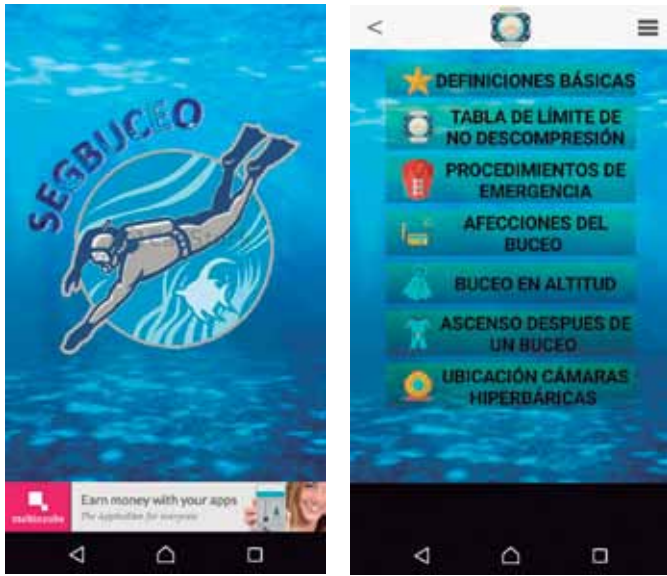 SEGBUCEO
Earn money with your apps
The Application for everyone
<
DEFINICIONES BÁSICAS
TABLA DE LÍMITE DE
NO DESCOMPRESIÓN
PROCEDIMIENTOS DE
EMERGENCIA
AFECCIONES DEL
BUCEO
BUCEO EN ALTITUD
ASCENSO DESPUES DE
UN BUCEO
UBICACIÓN CÁMARAS
HIPERBÁRICAS